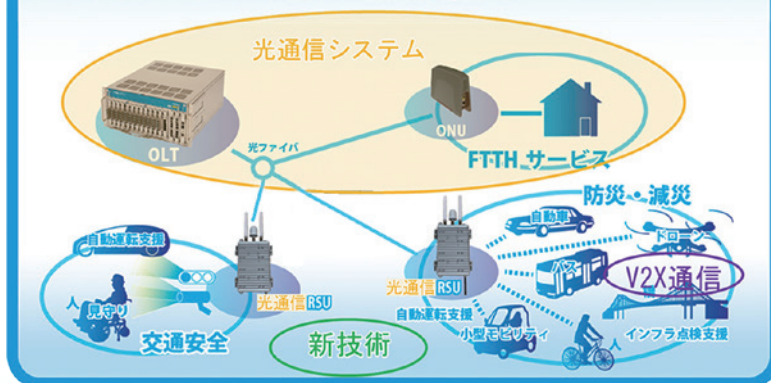 光通信システム
OLT
光ファイバ
ONU
FTTH サービス
防災・減災
自動車
ドローン
バス
V2X通信
自動運転支援
人
見守り
交通安全
光通信RSU
光通信RSU
自動運転支援
小型モビリティ
人
インフラ点検支援
新技術